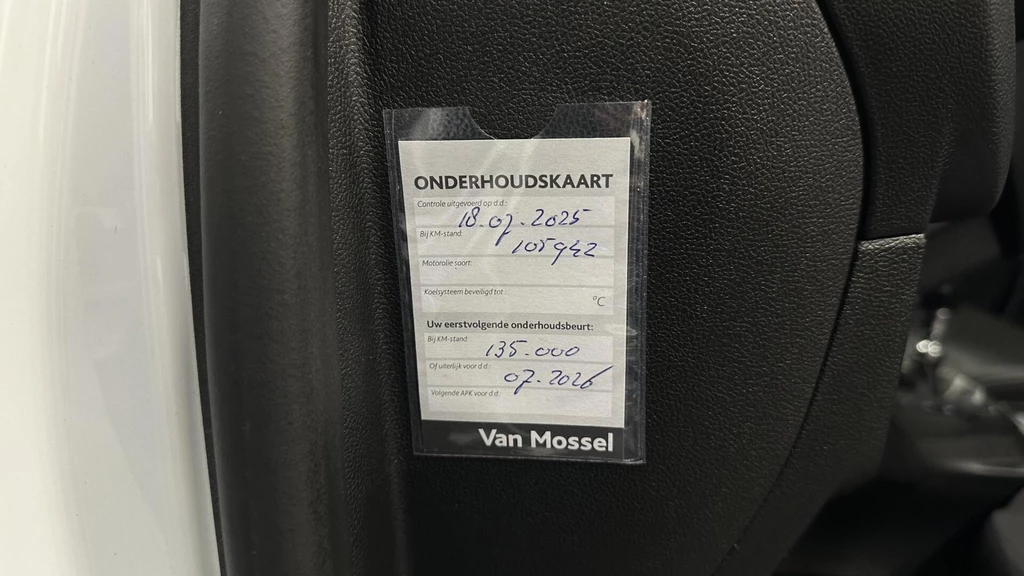 ONDERHOUDSKAART
Controle uitgevoerd op d.d.:
18.07.2025
Bij KM-stand:
105942
Motorolie soort:
Koelsysteem beveiligd tot:
°C
Uw eerstvolgende onderhoudsbeurt:
Bij KM-stand:
135.000
Of uiterlijk voor d.d.:
07.2026
Volgende APK voor d.d.:
Van Mossel